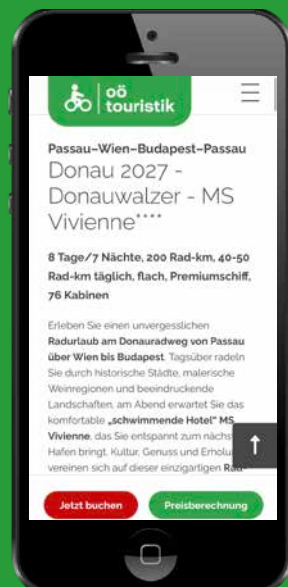 oö
touristik
Passau–Wien–Budapest–Passau
Donau 2027 -
Donauwalzer - MS
Vivienne****
8 Tage/7 Nächte, 200 Rad-km, 40-50
Rad-km täglich, flach, Premiumschiff,
76 Kabinen
Erleben Sie einen unvergesslichen
Radurlaub am Donauradweg von Passau
über Wien bis Budapest. Tagsüber radeln
Sie durch historische Städte, malerische
Weinregionen und beeindruckende
Landschaften, am Abend erwartet Sie das
komfortable „schwimmende Hotel“ MS
Vivienne, das Sie entspannt zum nächs
Hafen bringt. Kultur, Genuss und Erholu
vereinen sich auf dieser einzigartigen Rad-
Jetzt buchen
Preisberechnung